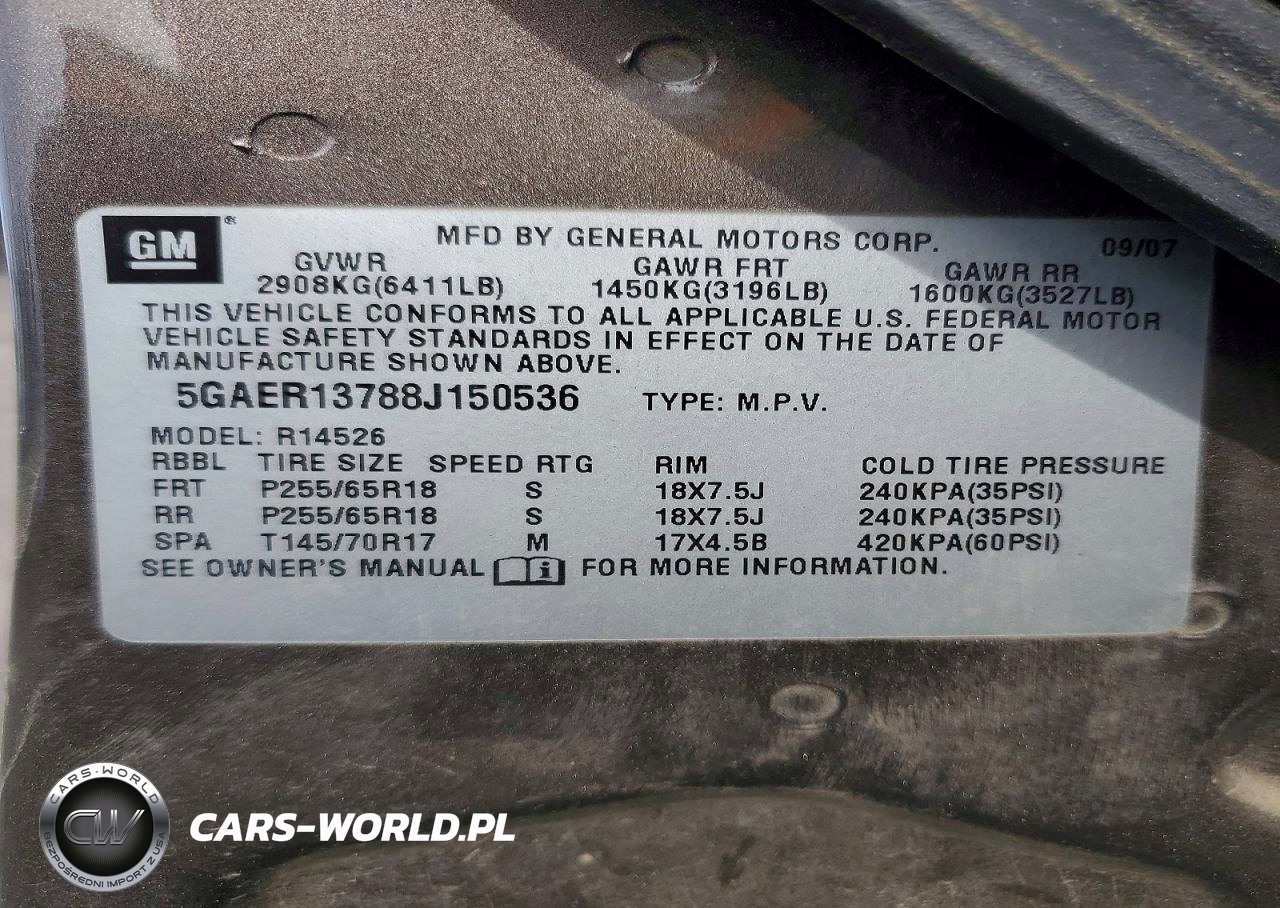 GM ®
MFD BY GENERAL MOTORS CORP. 09/07
GVWR GAWR FRT GAWR RR
2908KG(6411LB) 1450KG(3196LB) 1600KG(3527LB)
THIS VEHICLE CONFORMS TO ALL APPLICABLE U.S. FEDERAL MOTOR
VEHICLE SAFETY STANDARDS IN EFFECT ON THE DATE OF
MANUFACTURE SHOWN ABOVE.
5GAER13788J150536 TYPE: M.P.V.
MODEL: R14526
RBBL TIRE SIZE SPEED RTG RIM COLD TIRE PRESSURE
FRT P255/65R18 S 18X7.5J 240KPA(35PSI)
RR P255/65R18 S 18X7.5J 240KPA(35PSI)
SPA T145/70R17 M 17X4.5B 420KPA(60PSI)
SEE OWNER'S MANUAL i FOR MORE INFORMATION.
CARS-WORLD
CW
BEZPOŚREDNI IMPORT Z USA
CARS-WORLD.PL